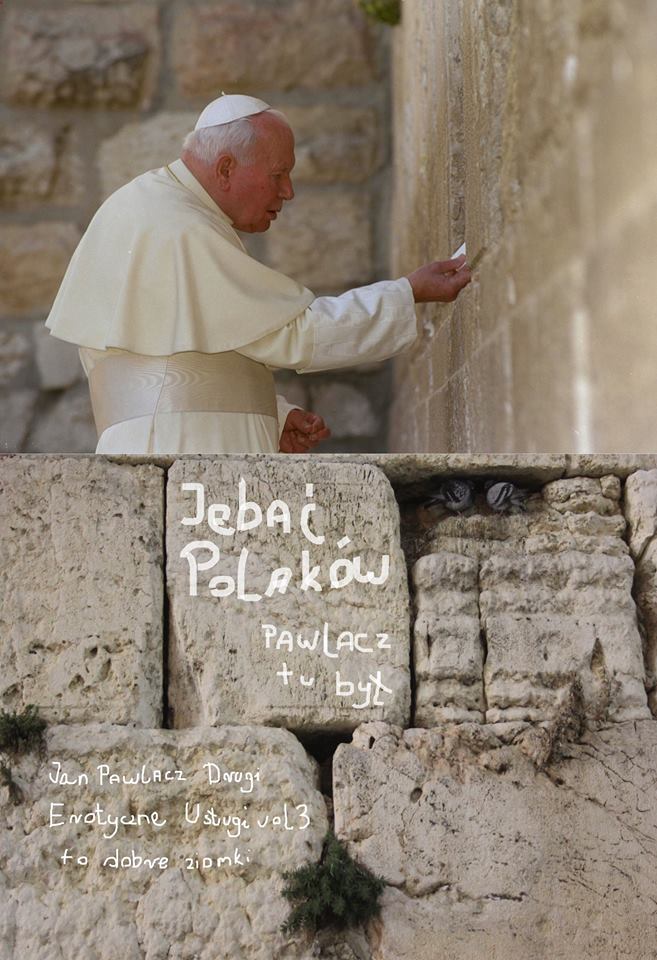 Jebać
Polaków
PAWLACZ
tu był
Jan PAWLACZ Drugi
Erotyczne Usługi vol3
to dobre ziomki